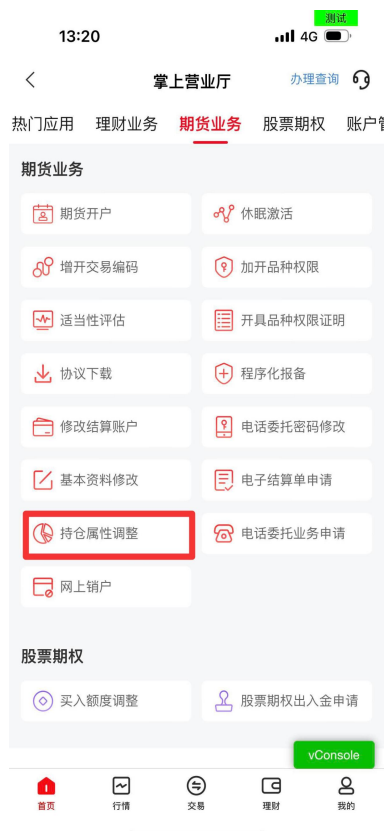 测试
13:20
4G
掌上营业厅
办理查询
热门应用 理财业务 期货业务 股票期权 账户管
期货业务
期货开户 休眠激活
增开交易编码 加开品种权限
适当性评估 开具品种权限证明
协议下载 程序化报备
修改结算账户 电话委托密码修改
基本资料修改 电子结算单申请
持仓属性调整 电话委托业务申请
网上销户
股票期权
买入额度调整 股票期权出入金申请
vConsole
首页 行情 交易 理财 我的